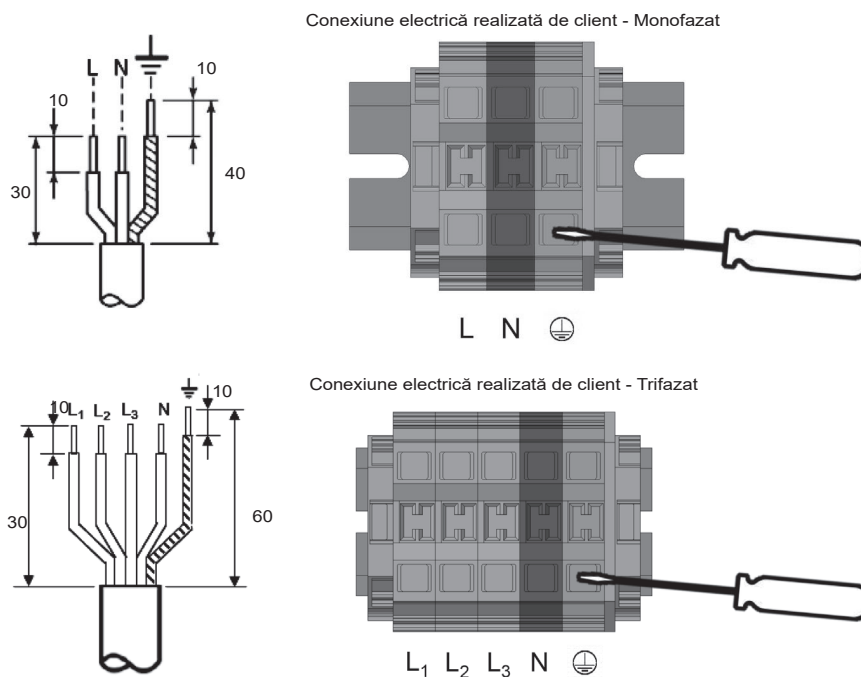 Conexiune electrică realizată de client - Monofazat
L N ⏚
10
10
30
40
L N ⏚
Conexiune electrică realizată de client - Trifazat
10 L₁ L₂ L₃ N ⏚
10
30
60
L₁ L₂ L₃ N ⏚